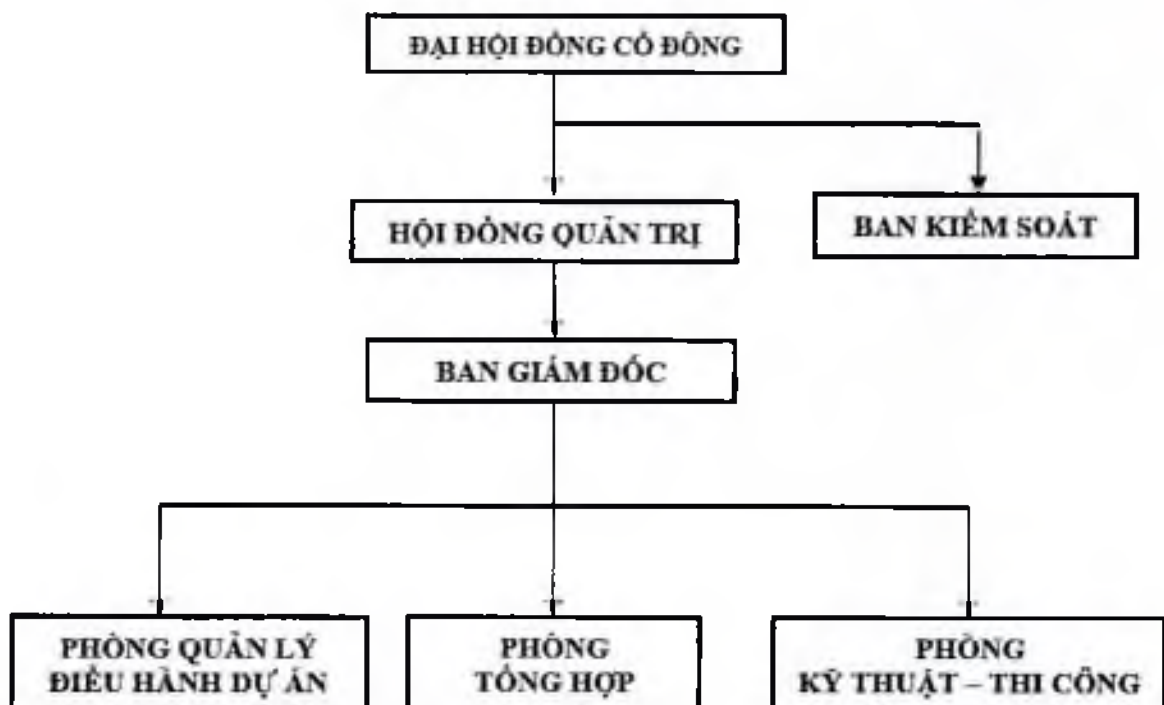 ĐẠI HỘI ĐỒNG CỔ ĐÔNG
HỘI ĐỒNG QUẢN TRỊ
BAN KIỂM SOÁT
BAN GIÁM ĐỐC
PHÒNG QUẢN LÝ
ĐIỀU HÀNH DỰ ÁN
PHÒNG
TỔNG HỢP
PHÒNG
KỸ THUẬT – THI CÔNG